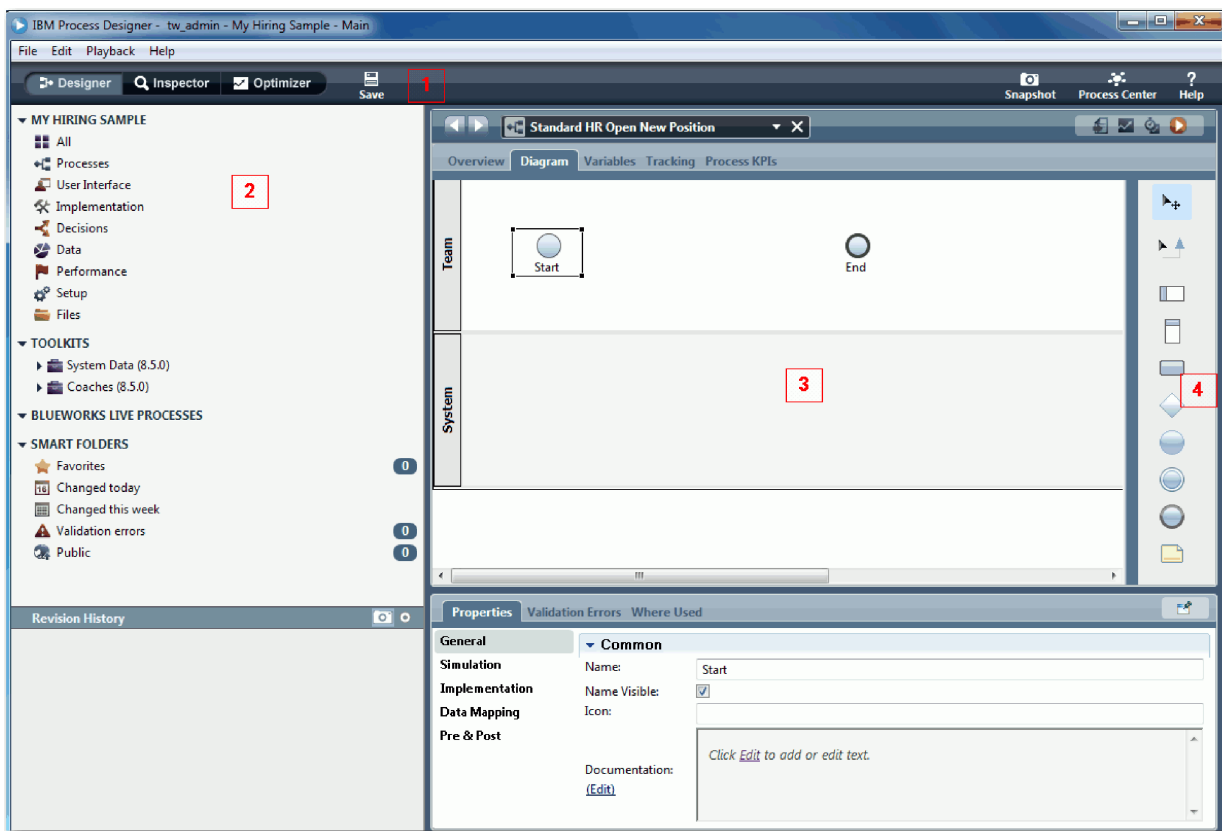 IBM Process Designer - tw_admin - My Hiring Sample - Main
File Edit Playback Help
Designer Inspector Optimizer Save 1 Snapshot Process Center Help
MY HIRING SAMPLE
All
Processes
User Interface
2
Implementation
Decisions
Data
Performance
Setup
Files
TOOLKITS
System Data (8.5.0)
Coaches (8.5.0)
BLUEWORKS LIVE PROCESSES
SMART FOLDERS
Favorites 0
16 Changed today
Changed this week
Validation errors 0
Public 0
Revision History
Standard HR Open New Position
Overview Diagram Variables Tracking Process KPIs
Team
Start
End
System
3
4
Properties Validation Errors Where Used
General
Simulation
Implementation
Data Mapping
Pre & Post
Common
Name: Start
Name Visible:
Icon:
Click Edit to add or edit text.
Documentation:
(Edit)